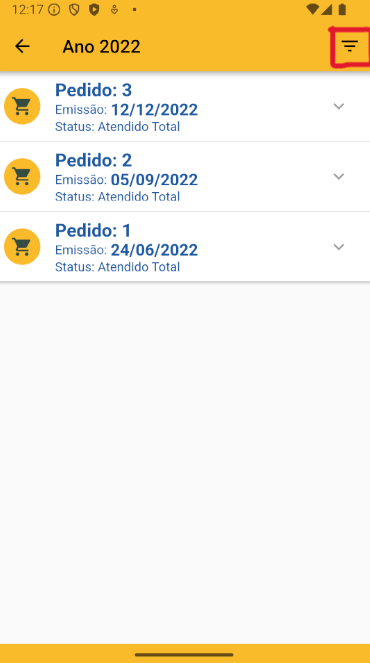 12:17
Ano 2022
Pedido: 3
Emissão: 12/12/2022
Status: Atendido Total
Pedido: 2
Emissão: 05/09/2022
Status: Atendido Total
Pedido: 1
Emissão: 24/06/2022
Status: Atendido Total